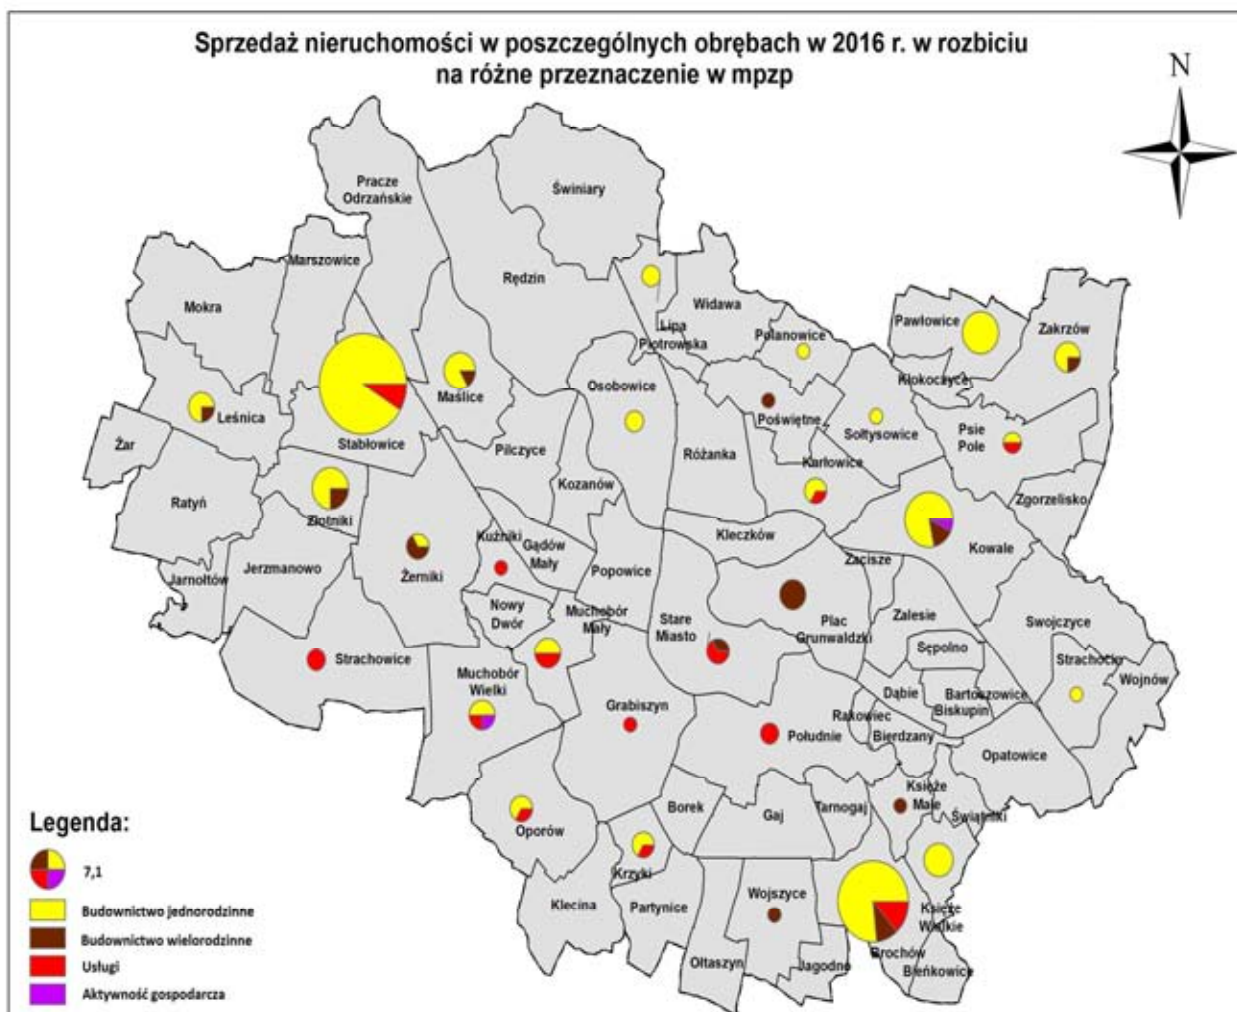 Sprzedaż nieruchomości w poszczególnych obrębach w 2016 r. w rozbiciu
na różne przeznaczenie w mpzp
N
Pracze
Odrzańskie
Świniary
Marszowice
Rędzin
Mokra
Widawa
Lipa
Piotrowska
Polanowice
Pawłowice
Zakrzów
Kłokoczyce
Osobowice
Maślice
Leśnica
Stabłowice
Poświętne
Sołtysowice
Psie
Pole
Żar
Pilczyce
Różanka
Karłowice
Ratyń
Kozanów
Zgorzelisko
Złotniki
Kuźniki
Gądów
Mały
Kleczków
Kowale
Zacisze
Jarnołtów
Jerzmanowo
Żerniki
Popowice
Nowy
Dwór
Muchobór
Mały
Stare
Miasto
Plac
Grunwaldzki
Zalesie
Swojczyce
Sępolno
Strachowice
Strachocin
Wojnów
Muchobór
Wielki
Dąbie
Bartoszowice
Biskupin
Grabiszyn
Rakowiec
Południe
Bierdzany
Opatowice
Księże
Małe
Borek
Gaj
Tarnogaj
Świątniki
Oporów
Krzyki
Wojszyce
Klecina
Partynice
Księże
Wielkie
Brochów
Ołtaszyn
Jagodno
Bieńkowice
Legenda:
7,1
Budownictwo jednorodzinne
Budownictwo wielorodzinne
Usługi
Aktywność gospodarcza